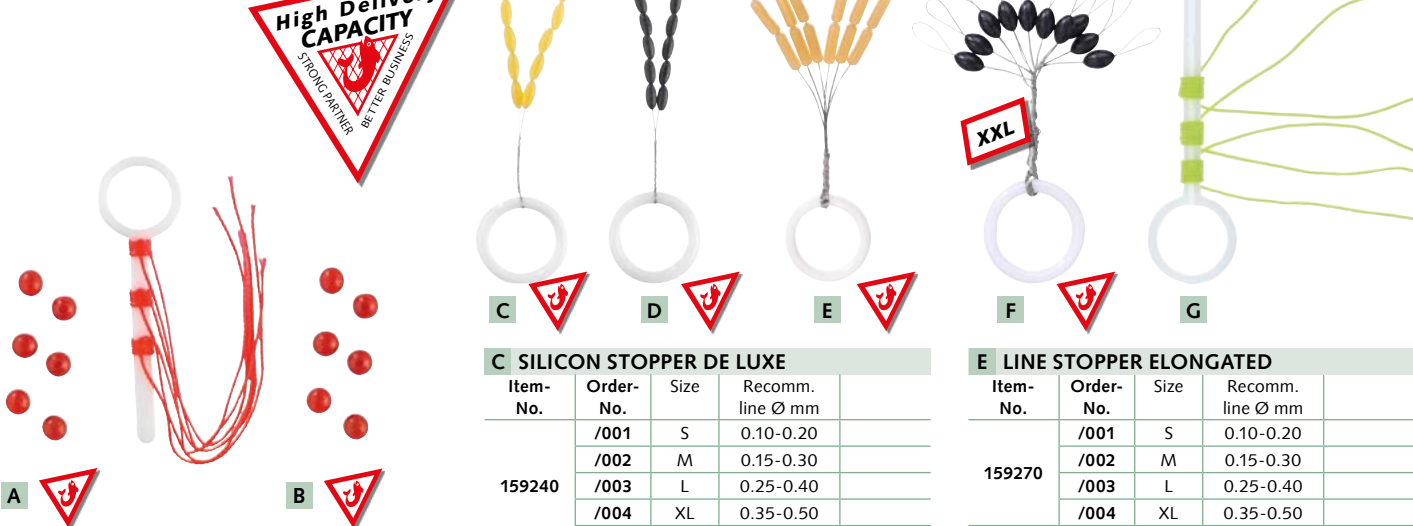 High Delivery
CAPACITY
STRONG PARTNER
BETTER BUSINESS
XXL
C
D
E
F
G
A
B
C SILICON STOPPER DE LUXE
Item-No. Order-No. Size Recomm. line Ø mm
159240
/001 S 0.10-0.20
/002 M 0.15-0.30
/003 L 0.25-0.40
/004 XL 0.35-0.50
E LINE STOPPER ELONGATED
Item-No. Order-No. Size Recomm. line Ø mm
159270
/001 S 0.10-0.20
/002 M 0.15-0.30
/003 L 0.25-0.40
/004 XL 0.35-0.50